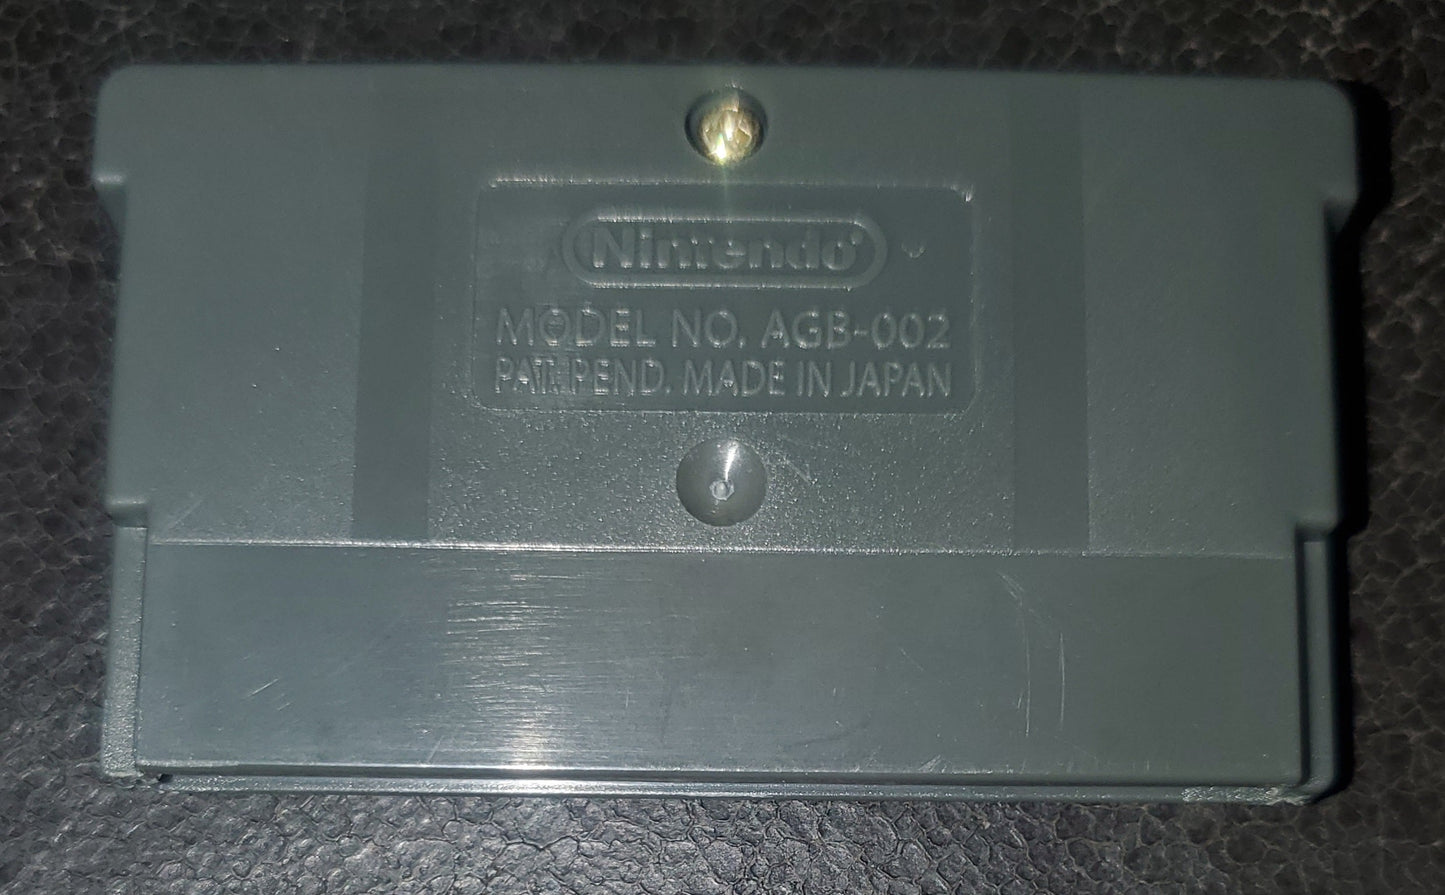 Nintendo
MODEL NO. AGB-002
PAT. PEND. MADE IN JAPAN